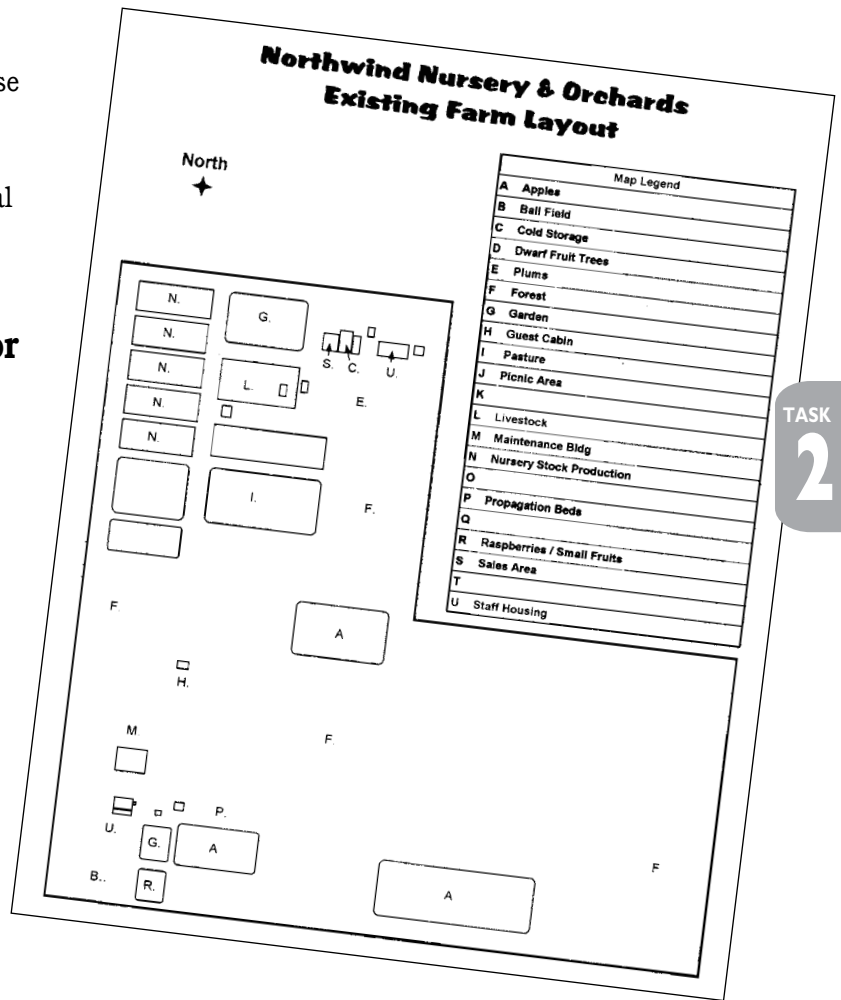 se
al
or
Northwind Nursery & Orchards
Existing Farm Layout
North
Map Legend
A Apples
B Ball Field
C Cold Storage
D Dwarf Fruit Trees
E Plums
F Forest
G Garden
H Guest Cabin
I Pasture
J Picnic Area
K
L Livestock
M Maintenance Bldg
N Nursery Stock Production
O
P Propagation Beds
Q
R Raspberries / Small Fruits
S Sales Area
T
U Staff Housing
TASK
2
N.
G.
N.
S. C. U.
N.
L.
E.
N.
N.
I.
F.
F.
A
H.
M.
F.
U.
P.
G.
A
B..
R.
A
F